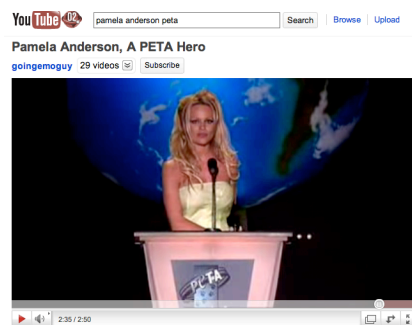 YouTube 02 pamela anderson peta Search Browse Upload
Pamela Anderson, A PETA Hero
goingemoguy 29 videos Subscribe
PETA
2:35 / 2:50